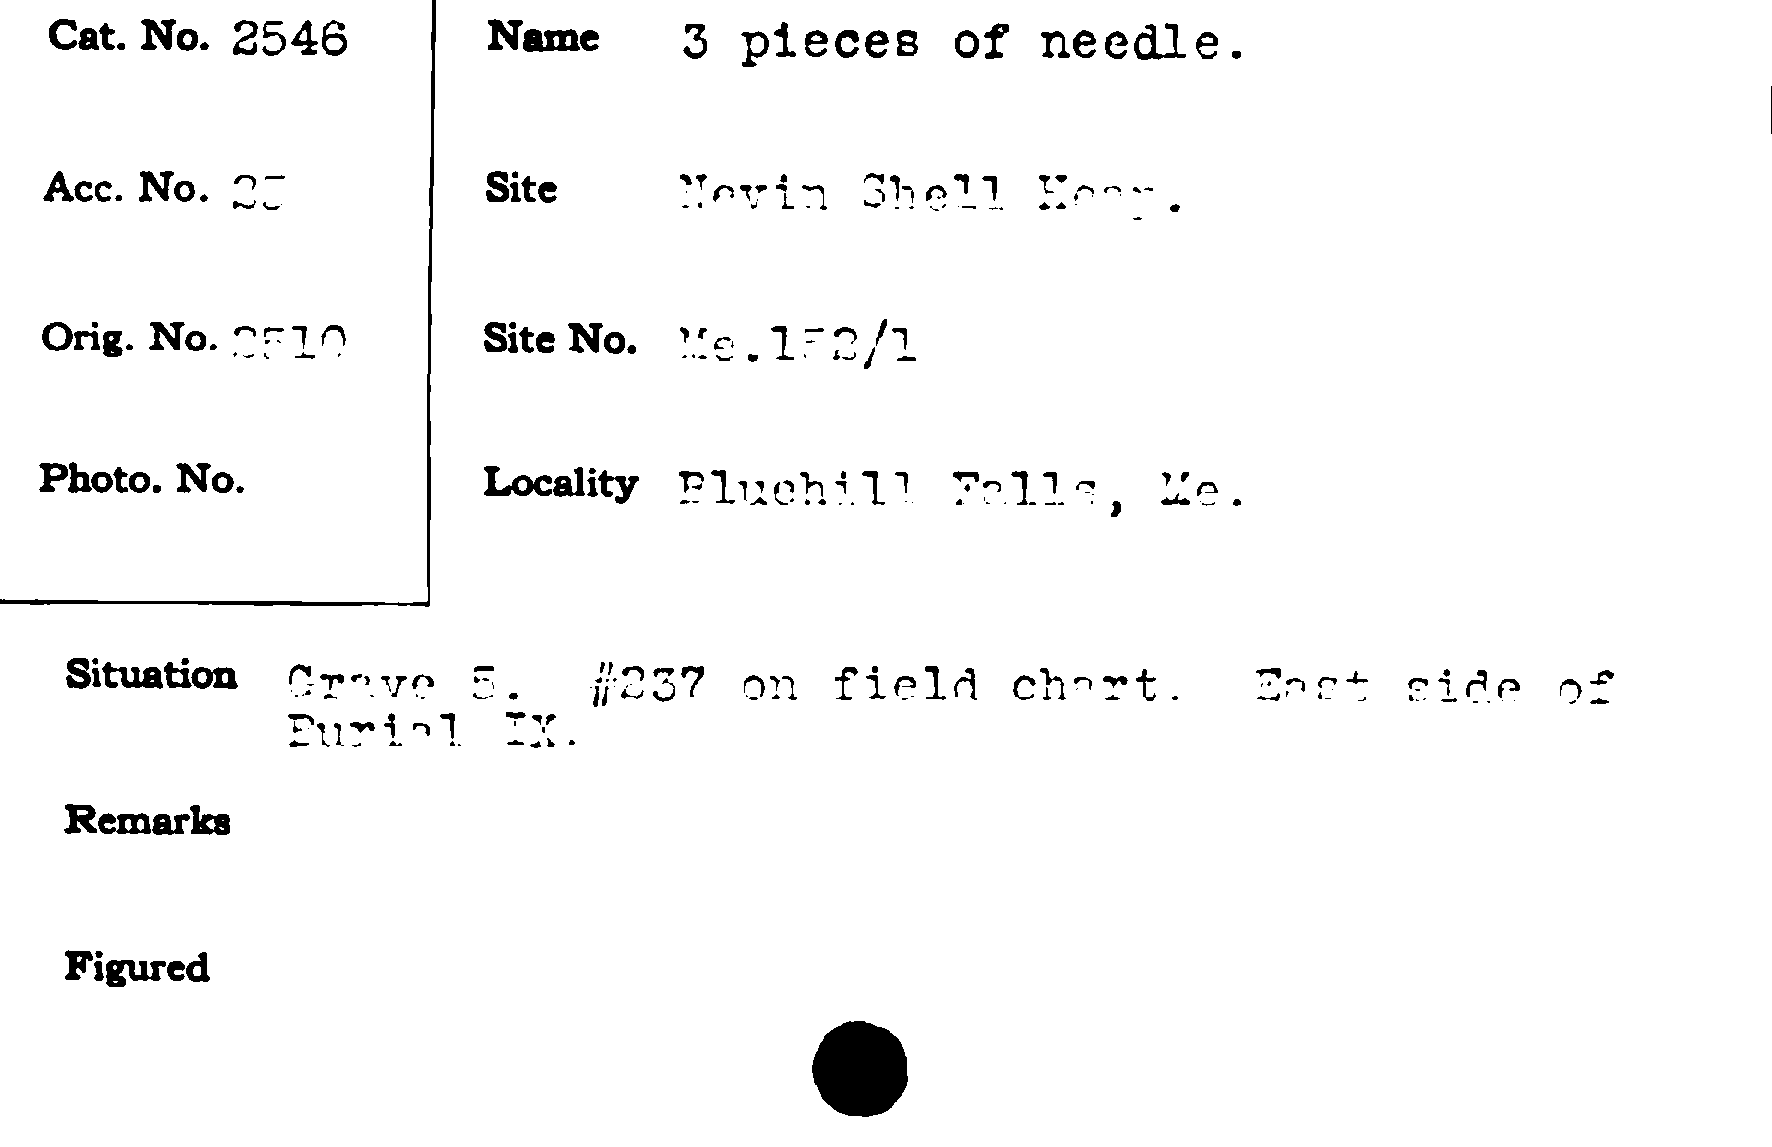 Cat. No. 2546
Name 3 pieces of needle.
Acc. No. 25
Site Nevin Shell Heap.
Orig. No. 2510
Site No. Me.152/1
Photo. No.
Locality Bluehill Falls, Me.
Situation Grave 5. #237 on field chart. East side of
Burial IX.
Remarks
Figured